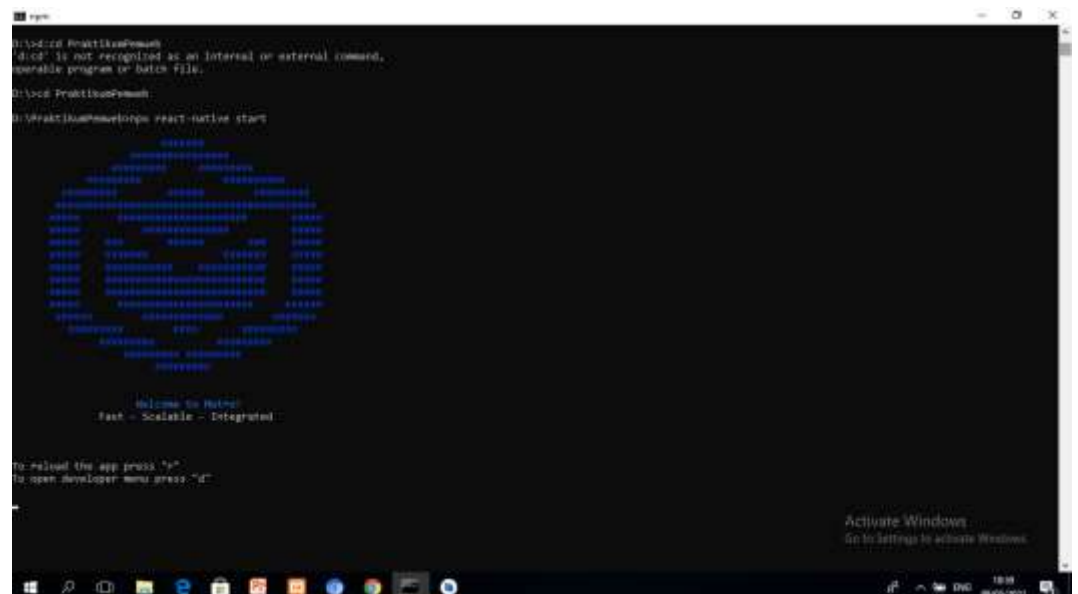 npm
D:\>d:cd PraktikumPemweb
'd:cd' is not recognized as an internal or external command,
operable program or batch file.
D:\>cd PraktikumPemweb
D:\PraktikumPemweb>npx react-native start
Welcome to Metro!
Fast - Scalable - Integrated
To reload the app press "r"
To open developer menu press "d"
Activate Windows
Go to Settings to activate Windows.
ENG